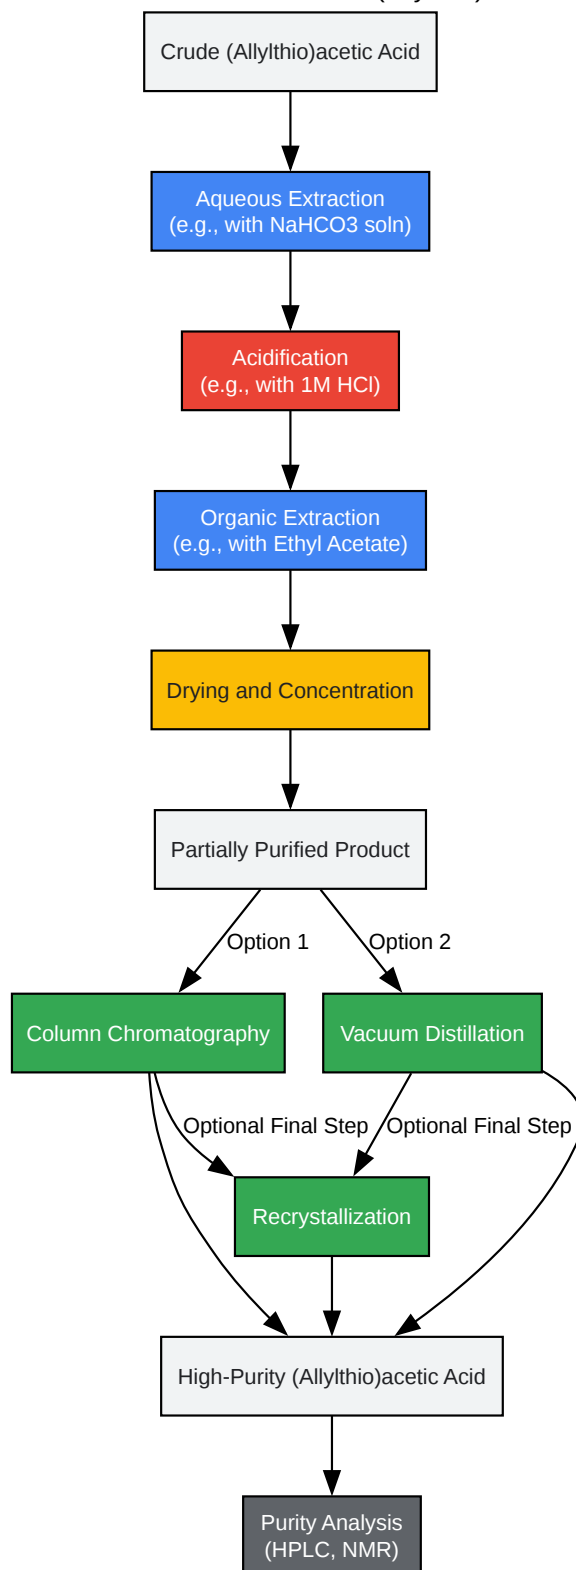 Crude (Allylthio)acetic Acid
Aqueous Extraction
(e.g., with NaHCO3 soln)
Acidification
(e.g., with 1M HCl)
Organic Extraction
(e.g., with Ethyl Acetate)
Drying and Concentration
Partially Purified Product
Option 1
Option 2
Column Chromatography
Vacuum Distillation
Optional Final Step
Optional Final Step
Recrystallization
High-Purity (Allylthio)acetic Acid
Purity Analysis
(HPLC, NMR)